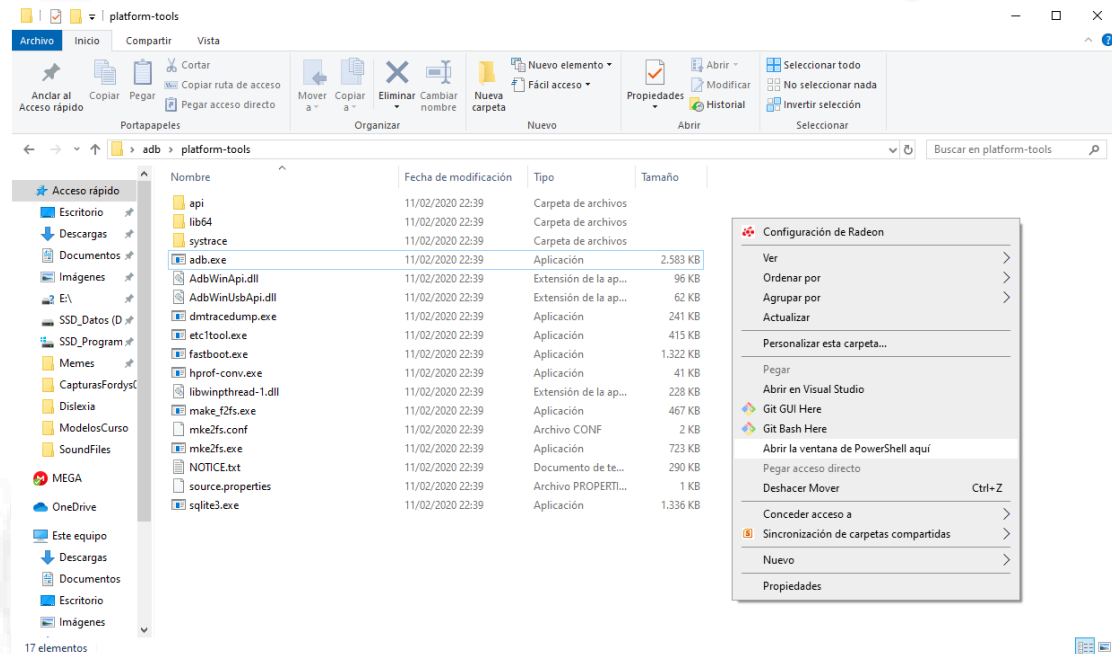 platform-tools
Archivo Inicio Compartir Vista
Anclar al Acceso rápido
Copiar
Pegar
Cortar
Copiar ruta de acceso
Pegar acceso directo
Portapapeles
Mover a
Copiar a
Eliminar
Cambiar nombre
Organizar
Nueva carpeta
Nuevo elemento
Fácil acceso
Nuevo
Propiedades
Abrir
Modificar
Historial
Abrir
Seleccionar todo
No seleccionar nada
Invertir selección
Seleccionar
adb > platform-tools
Buscar en platform-tools
Acceso rápido
Escritorio
Descargas
Documentos
Imágenes
E:\
SSD_Datos (D
SSD_Program
Memes
CapturasFordys
Dislexia
ModelosCurso
SoundFiles
MEGA
OneDrive
Este equipo
Descargas
Documentos
Escritorio
Imágenes
Nombre Fecha de modificación Tipo Tamaño
api 11/02/2020 22:39 Carpeta de archivos
lib64 11/02/2020 22:39 Carpeta de archivos
systrace 11/02/2020 22:39 Carpeta de archivos
adb.exe 11/02/2020 22:39 Aplicación 2.583 KB
AdbWinApi.dll 11/02/2020 22:39 Extensión de la ap... 96 KB
AdbWinUsbApi.dll 11/02/2020 22:39 Extensión de la ap... 62 KB
dmtracedump.exe 11/02/2020 22:39 Aplicación 241 KB
etc1tool.exe 11/02/2020 22:39 Aplicación 415 KB
fastboot.exe 11/02/2020 22:39 Aplicación 1.322 KB
hprof-conv.exe 11/02/2020 22:39 Aplicación 41 KB
libwinpthread-1.dll 11/02/2020 22:39 Extensión de la ap... 228 KB
make_f2fs.exe 11/02/2020 22:39 Aplicación 467 KB
mke2fs.conf 11/02/2020 22:39 Archivo CONF 2 KB
mke2fs.exe 11/02/2020 22:39 Aplicación 723 KB
NOTICE.txt 11/02/2020 22:39 Documento de te... 290 KB
source.properties 11/02/2020 22:39 Archivo PROPERTI... 1 KB
sqlite3.exe 11/02/2020 22:39 Aplicación 1.336 KB
Configuración de Radeon
Ver
Ordenar por
Agrupar por
Actualizar
Personalizar esta carpeta...
Pegar
Abrir en Visual Studio
Git GUI Here
Git Bash Here
Abrir la ventana de PowerShell aquí
Pegar acceso directo
Deshacer Mover Ctrl+Z
Conceder acceso a
Sincronización de carpetas compartidas
Nuevo
Propiedades
17 elementos